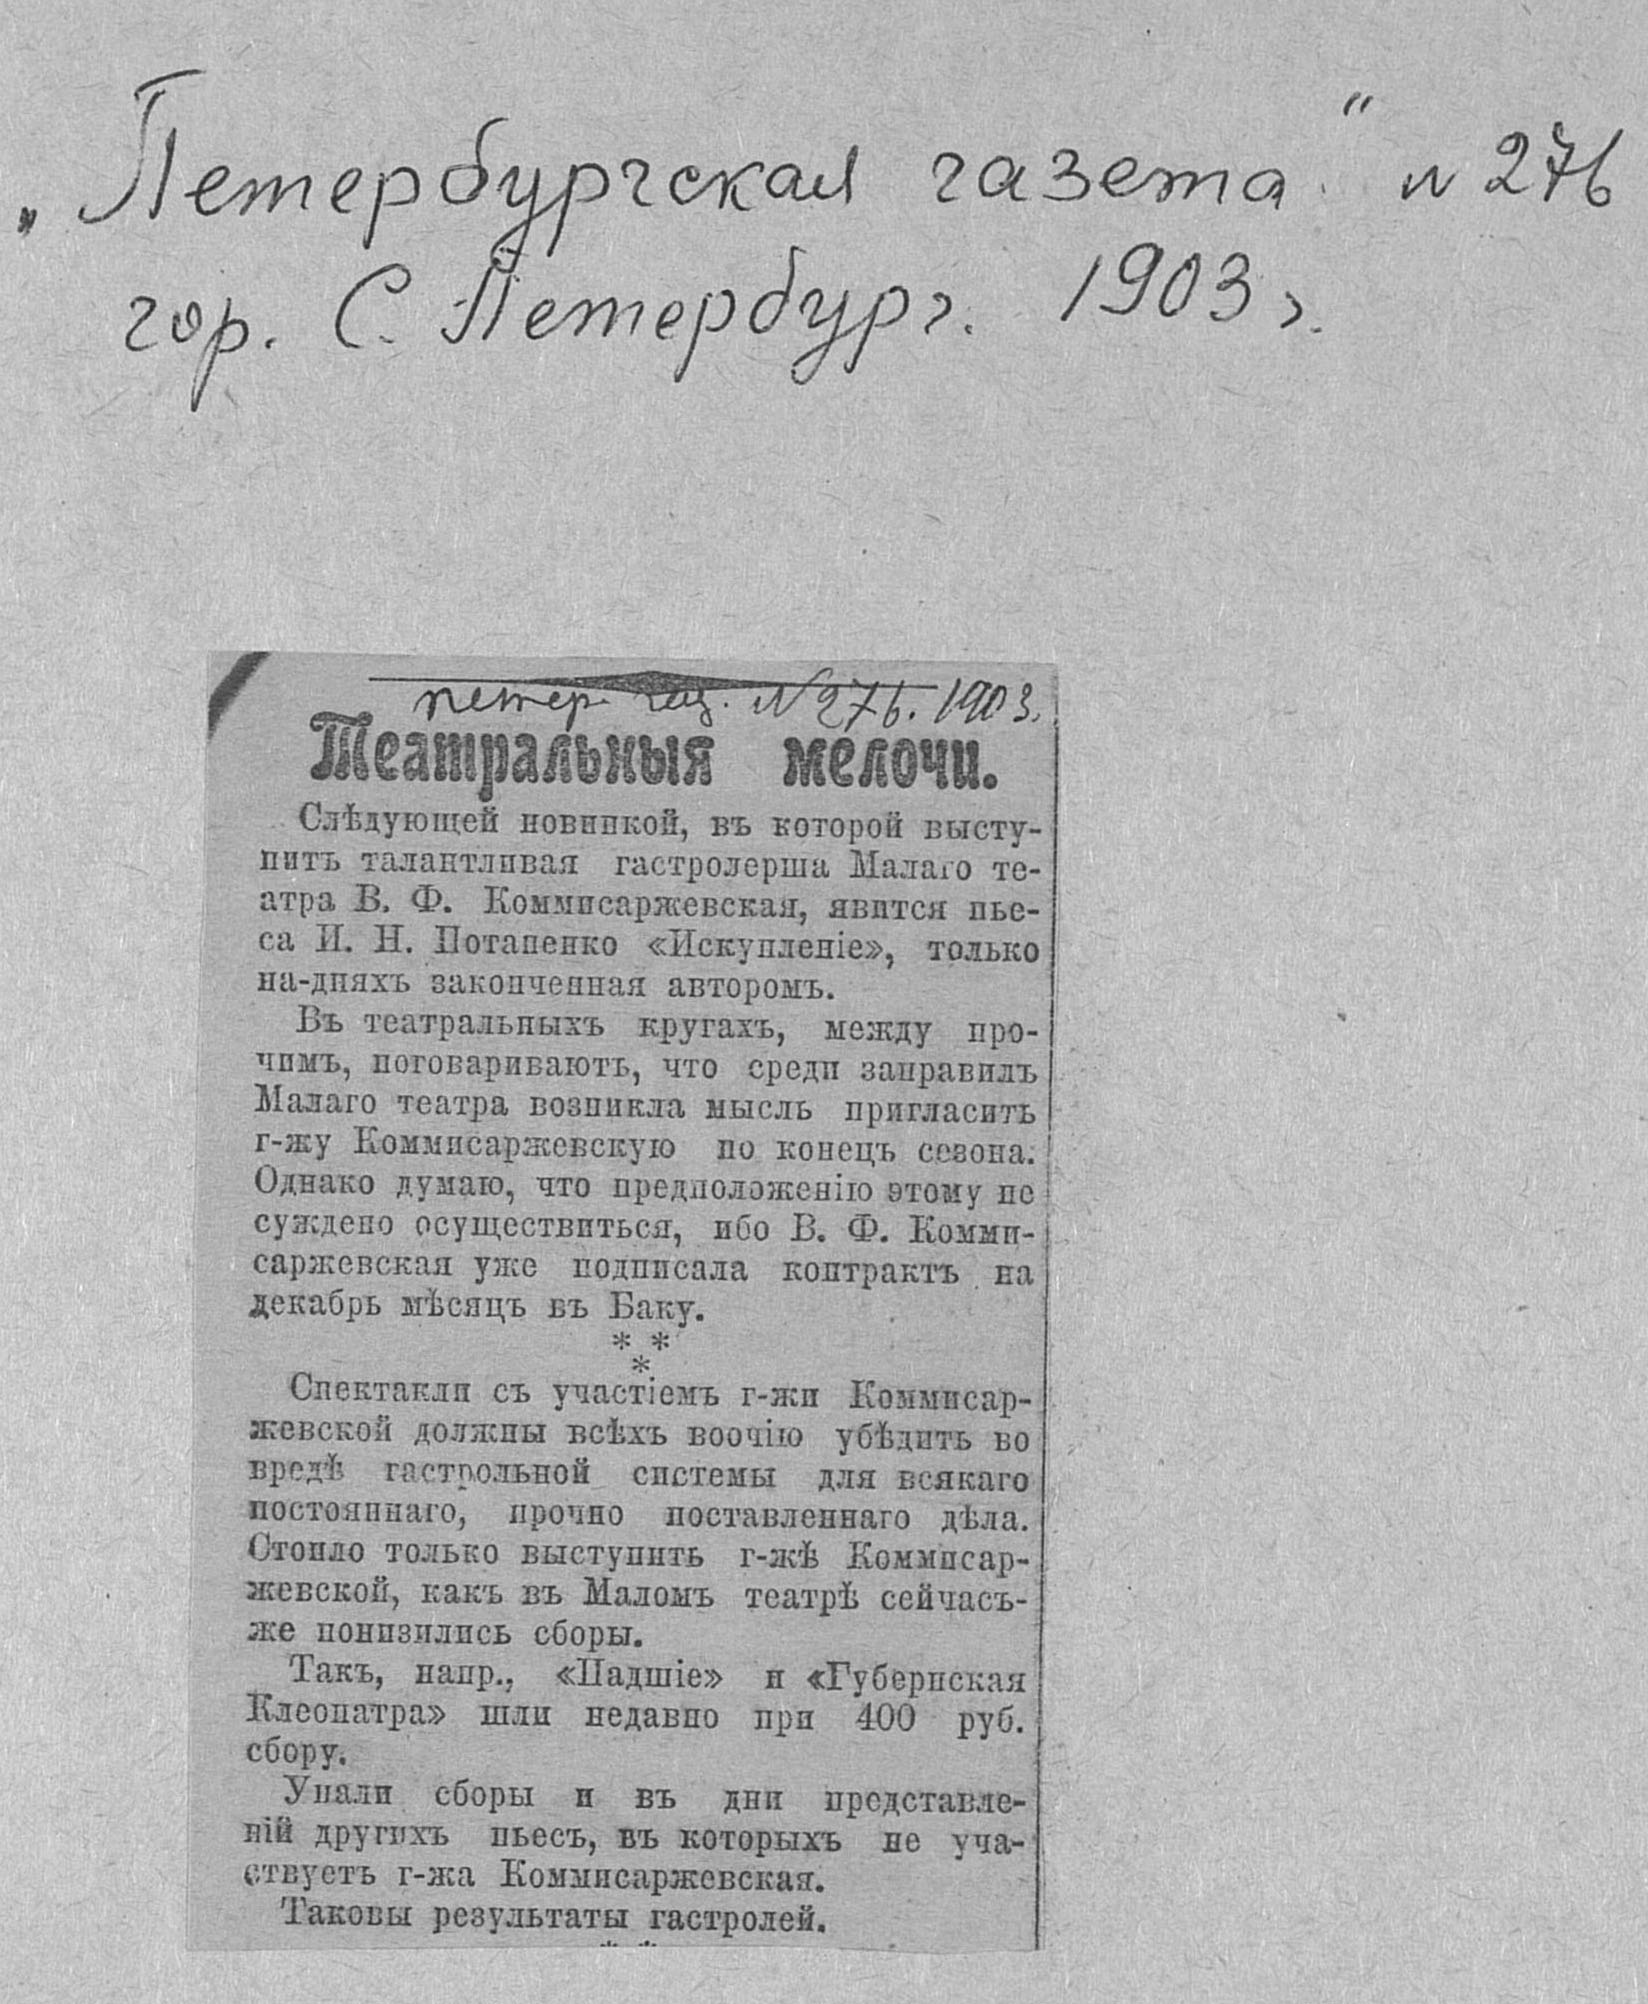 „Петербургская газета“ № 276
гор. С. Петербург. 1903 г.
петер. газ. № 276. 1903.
Театральныя мелочи.
Слѣдующей новинкой, въ которой высту-
питъ талантливая гастролерша Малаго те-
атра В. Ф. Коммисаржевская, явится пье-
са И. Н. Потапенко «Искупленіе», только
на-дняхъ законченная авторомъ.
Въ театральныхъ кругахъ, между про-
чимъ, поговариваютъ, что среди заправилъ
Малаго театра возникла мысль пригласить
г-жу Коммисаржевскую по конецъ сезона.
Однако думаю, что предположенію этому не
суждено осуществиться, ибо В. Ф. Комми-
саржевская уже подписала контрактъ на
декабрь мѣсяцъ въ Баку.
* *
*
Спектакли съ участіемъ г-жи Коммисар-
жевской должны всѣхъ воочію убѣдить во
вредѣ гастрольной системы для всякаго
постояннаго, прочно поставленнаго дѣла.
Стоило только выступить г-жѣ Коммисар-
жевской, какъ въ Маломъ театрѣ сейчасъ-
же понизились сборы.
Такъ, напр., «Падшіе» и «Губернская
Клеопатра» шли недавно при 400 руб.
сбору.
Упали сборы и въ дни представле-
ній другихъ пьесъ, въ которыхъ не уча-
ствуетъ г-жа Коммисаржевская.
Таковы результаты гастролей.
* *